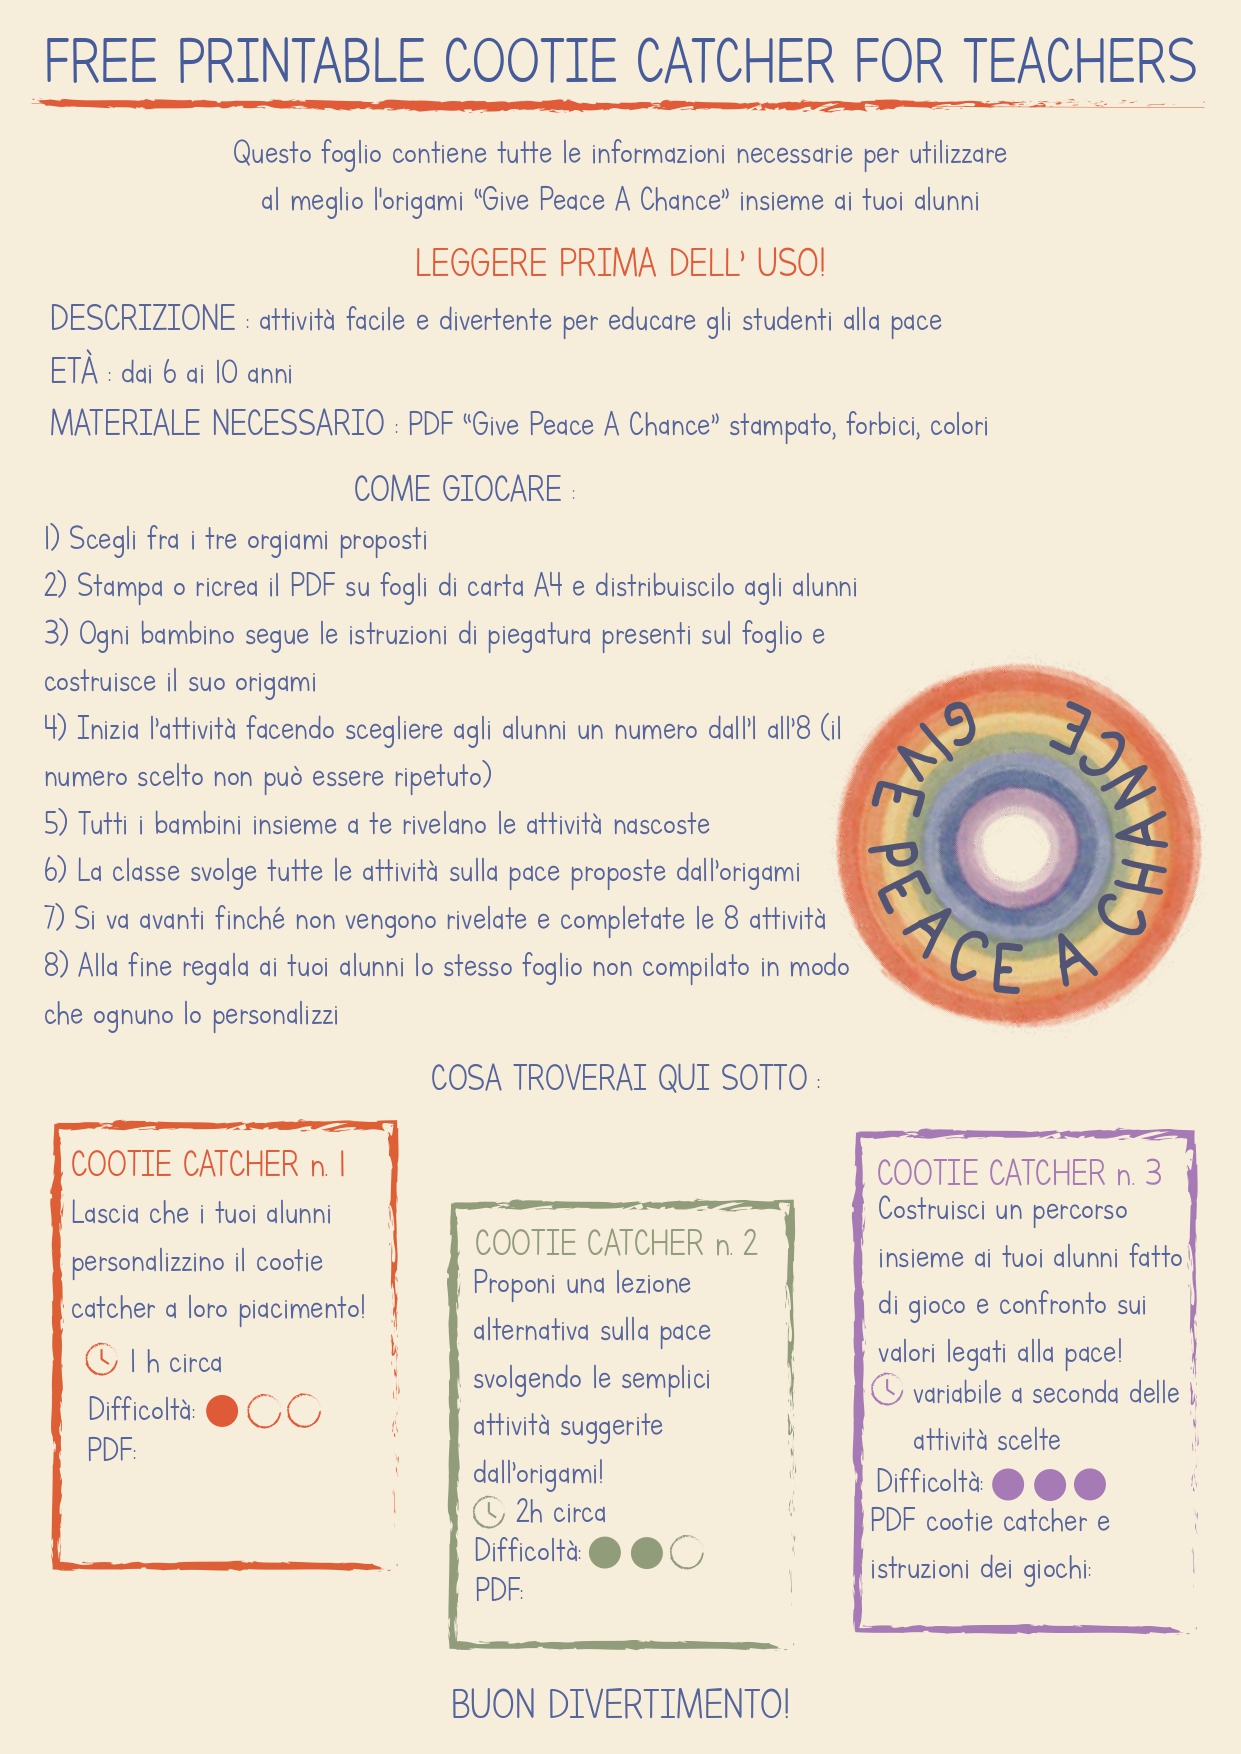 FREE PRINTABLE COOTIE CATCHER FOR TEACHERS
Questo foglio contiene tutte le informazioni necessarie per utilizzare
al meglio l'origami “Give Peace A Chance” insieme ai tuoi alunni
LEGGERE PRIMA DELL' USO!
DESCRIZIONE : attività facile e divertente per educare gli studenti alla pace
ETÀ : dai 6 ai 10 anni
MATERIALE NECESSARIO : PDF “Give Peace A Chance” stampato, forbici, colori
COME GIOCARE :
1) Scegli fra i tre orgiami proposti
2) Stampa o ricrea il PDF su fogli di carta A4 e distribuiscilo agli alunni
3) Ogni bambino segue le istruzioni di piegatura presenti sul foglio e
costruisce il suo origami
4) Inizia l'attività facendo scegliere agli alunni un numero dall'1 all'8 (il
numero scelto non può essere ripetuto)
5) Tutti i bambini insieme a te rivelano le attività nascoste
6) La classe svolge tutte le attività sulla pace proposte dall'origami
7) Si va avanti finché non vengono rivelate e completate le 8 attività
8) Alla fine regala ai tuoi alunni lo stesso foglio non compilato in modo
che ognuno lo personalizzi
GIVE PEACE A CHANCE
COSA TROVERAI QUI SOTTO :
COOTIE CATCHER n. 1
Lascia che i tuoi alunni
personalizzino il cootie
catcher a loro piacimento!
1 h circa
Difficoltà:
PDF:
COOTIE CATCHER n. 2
Proponi una lezione
alternativa sulla pace
svolgendo le semplici
attività suggerite
dall'origami!
2h circa
Difficoltà:
PDF:
COOTIE CATCHER n. 3
Costruisci un percorso
insieme ai tuoi alunni fatto
di gioco e confronto sui
valori legati alla pace!
variabile a seconda delle
attività scelte
Difficoltà:
PDF cootie catcher e
istruzioni dei giochi:
BUON DIVERTIMENTO!